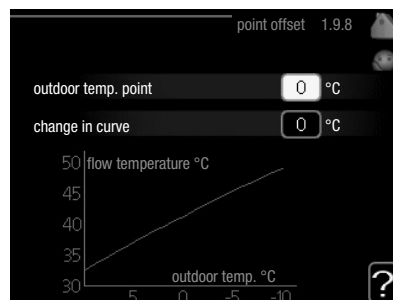 point offset 1.9.8
outdoor temp. point 0 °C
change in curve 0 °C
50 flow temperature °C
45
40
35
outdoor temp. °C
30 5 0 -5 -10
?